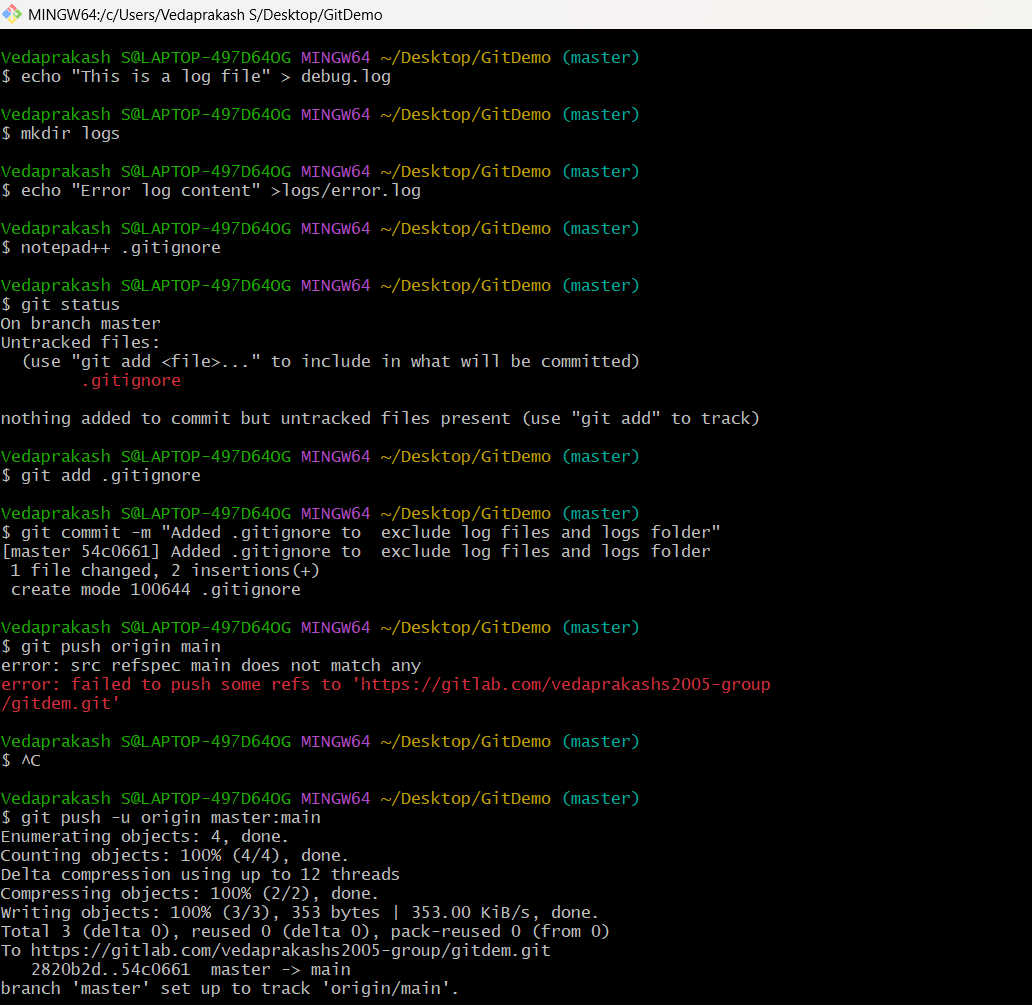 MINGW64:/c/Users/Vedaprakash S/Desktop/GitDemo
Vedaprakash S@LAPTOP-497D64OG MINGW64 ~/Desktop/GitDemo (master)
$ echo "This is a log file" > debug.log
Vedaprakash S@LAPTOP-497D64OG MINGW64 ~/Desktop/GitDemo (master)
$ mkdir logs
Vedaprakash S@LAPTOP-497D64OG MINGW64 ~/Desktop/GitDemo (master)
$ echo "Error log content" >logs/error.log
Vedaprakash S@LAPTOP-497D64OG MINGW64 ~/Desktop/GitDemo (master)
$ notepad++ .gitignore
Vedaprakash S@LAPTOP-497D64OG MINGW64 ~/Desktop/GitDemo (master)
$ git status
On branch master
Untracked files:
  (use "git add <file>..." to include in what will be committed)
        .gitignore
nothing added to commit but untracked files present (use "git add" to track)
Vedaprakash S@LAPTOP-497D64OG MINGW64 ~/Desktop/GitDemo (master)
$ git add .gitignore
Vedaprakash S@LAPTOP-497D64OG MINGW64 ~/Desktop/GitDemo (master)
$ git commit -m "Added .gitignore to  exclude log files and logs folder"
[master 54c0661] Added .gitignore to  exclude log files and logs folder
 1 file changed, 2 insertions(+)
 create mode 100644 .gitignore
Vedaprakash S@LAPTOP-497D64OG MINGW64 ~/Desktop/GitDemo (master)
$ git push origin main
error: src refspec main does not match any
error: failed to push some refs to 'https://gitlab.com/vedaprakashs2005-group
/gitdem.git'
Vedaprakash S@LAPTOP-497D64OG MINGW64 ~/Desktop/GitDemo (master)
$ ^C
Vedaprakash S@LAPTOP-497D64OG MINGW64 ~/Desktop/GitDemo (master)
$ git push -u origin master:main
Enumerating objects: 4, done.
Counting objects: 100% (4/4), done.
Delta compression using up to 12 threads
Compressing objects: 100% (2/2), done.
Writing objects: 100% (3/3), 353 bytes | 353.00 KiB/s, done.
Total 3 (delta 0), reused 0 (delta 0), pack-reused 0 (from 0)
To https://gitlab.com/vedaprakashs2005-group/gitdem.git
   2820b2d..54c0661  master -> main
branch 'master' set up to track 'origin/main'.